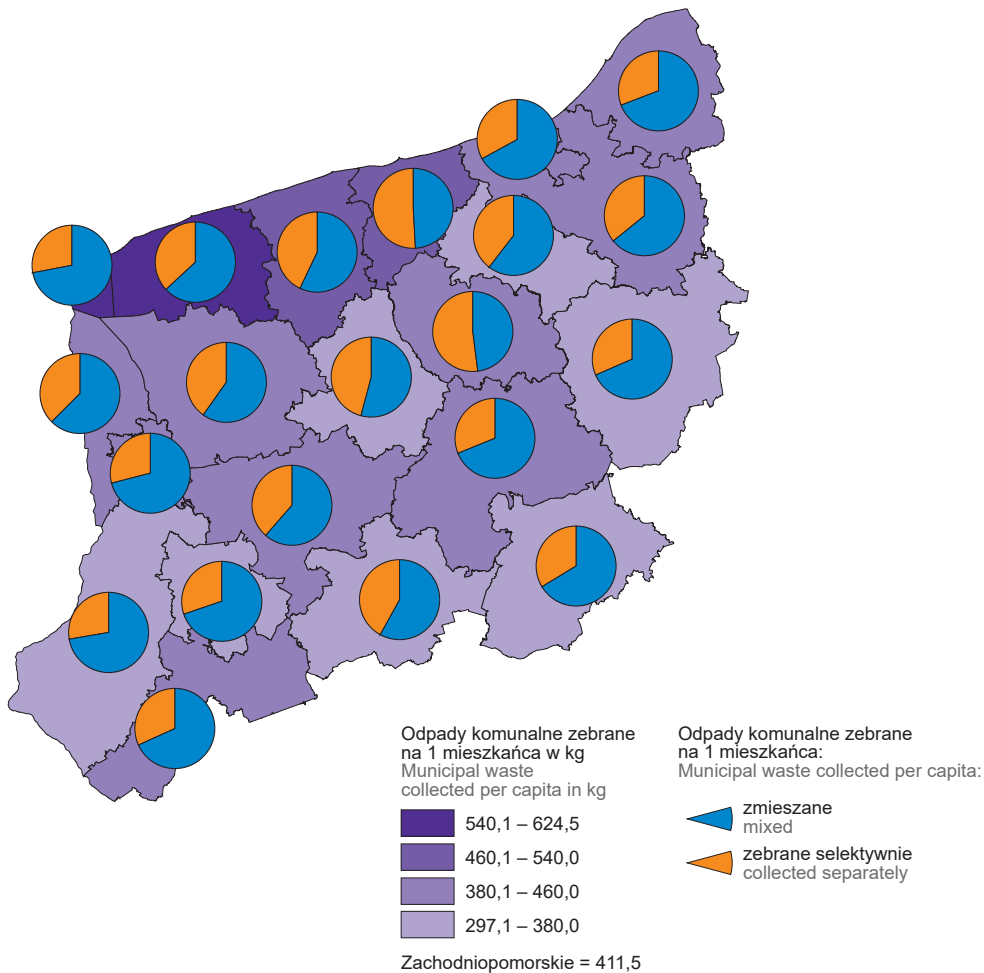 Odpady komunalne zebrane
na 1 mieszkańca w kg
Municipal waste
collected per capita in kg
540,1 – 624,5
460,1 – 540,0
380,1 – 460,0
297,1 – 380,0
Zachodniopomorskie = 411,5
Odpady komunalne zebrane
na 1 mieszkańca:
Municipal waste collected per capita:
zmieszane
mixed
zebrane selektywnie
collected separately